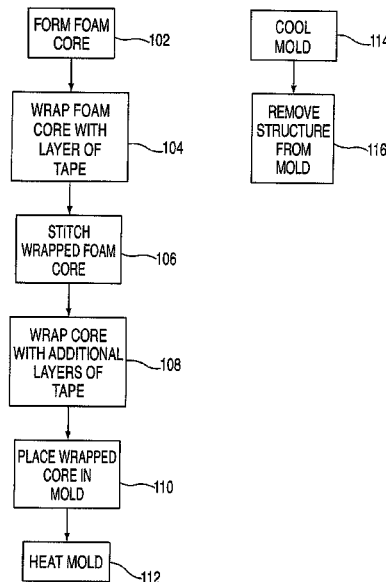 FORM FOAM
CORE
102
WRAP FOAM
CORE WITH
LAYER OF
TAPE
104
STITCH
WRAPPED FOAM
CORE
106
WRAP CORE
WITH ADDITIONAL
LAYERS OF
TAPE
108
PLACE WRAPPED
CORE IN
MOLD
110
HEAT MOLD
112
COOL
MOLD
114
REMOVE
STRUCTURE
FROM
MOLD
116